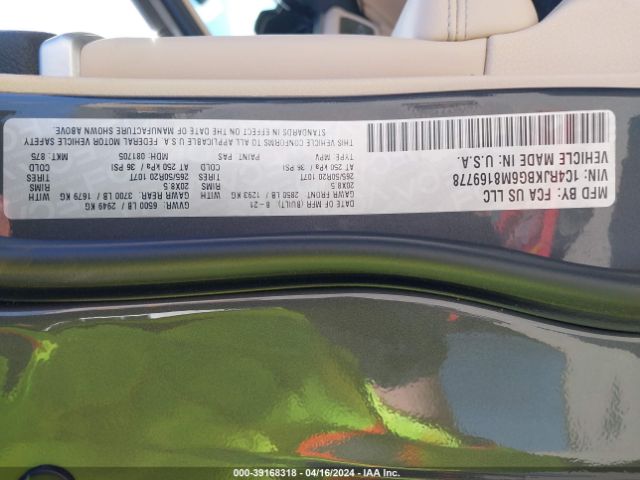 MFD BY: FCA US LLC
DATE OF MFR (BUILT): 8 - 21
GVWR: 6500 LB / 2949 KG
GAWR FRONT: 2850 LB / 1293 KG WITH
GAWR REAR: 3700 LB / 1679 KG WITH
20X8.5 RIMS
20X8.5 RIMS
265/50R20 107T TIRES
265/50R20 107T TIRES
AT 250 kPa / 36 PSI COLD
AT 250 kPa / 36 PSI COLD
VIN: 1C4RJKBG6M8169778
TYPE: MPV PAINT: PAS MDH: 081705 MKT: 875
VEHICLE MADE IN: U.S.A.
THIS VEHICLE CONFORMS TO ALL APPLICABLE U.S.A. FEDERAL MOTOR VEHICLE SAFETY
STANDARDS IN EFFECT ON THE DATE OF MANUFACTURE SHOWN ABOVE
000-39168318 - 04/16/2024 - IAA Inc.